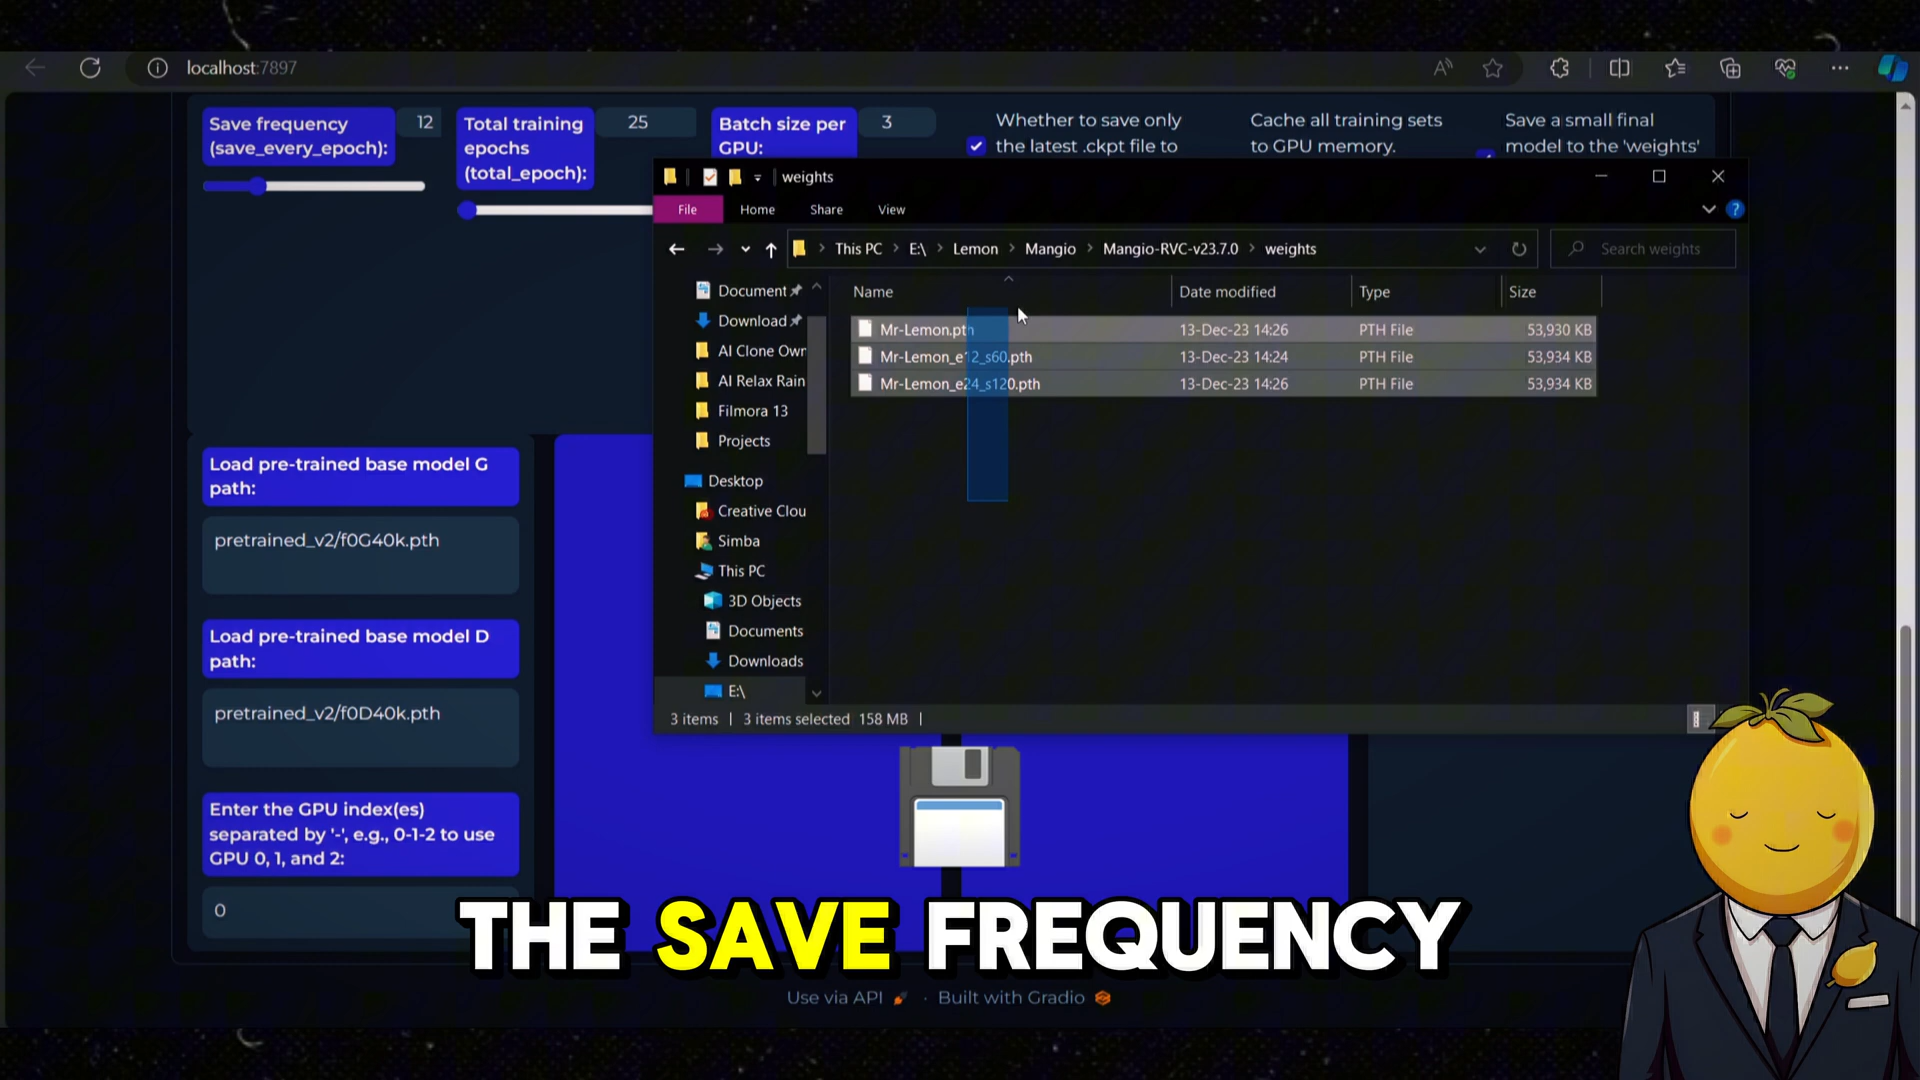 localhost:7897
Save frequency
(save_every_epoch):
12
Total training
epochs
(total_epoch):
25
Batch size per
GPU:
3
Whether to save only
the latest .ckpt file to
Cache all training sets
to GPU memory.
Save a small final
model to the 'weights'
weights
File
Home
Share
View
This PC
E:\
Lemon
Mangio
Mangio-RVC-v23.7.0
weights
Search weights
Name
Date modified
Type
Size
Mr-Lemon.pth
13-Dec-23 14:26
PTH File
53,930 KB
Mr-Lemon_e12_s60.pth
13-Dec-23 14:24
PTH File
53,934 KB
Mr-Lemon_e24_s120.pth
13-Dec-23 14:26
PTH File
53,934 KB
Document
Download
AI Clone Owr
AI Relax Rain
Filmora 13
Projects
Desktop
Creative Clou
Simba
This PC
3D Objects
Documents
Downloads
E:\
3 items
3 items selected 158 MB
Load pre-trained base model G
path:
pretrained_v2/f0G40k.pth
Load pre-trained base model D
path:
pretrained_v2/f0D40k.pth
Enter the GPU index(es)
separated by '-', e.g., 0-1-2 to use
GPU 0, 1, and 2:
0
THE SAVE FREQUENCY
Use via API · Built with Gradio